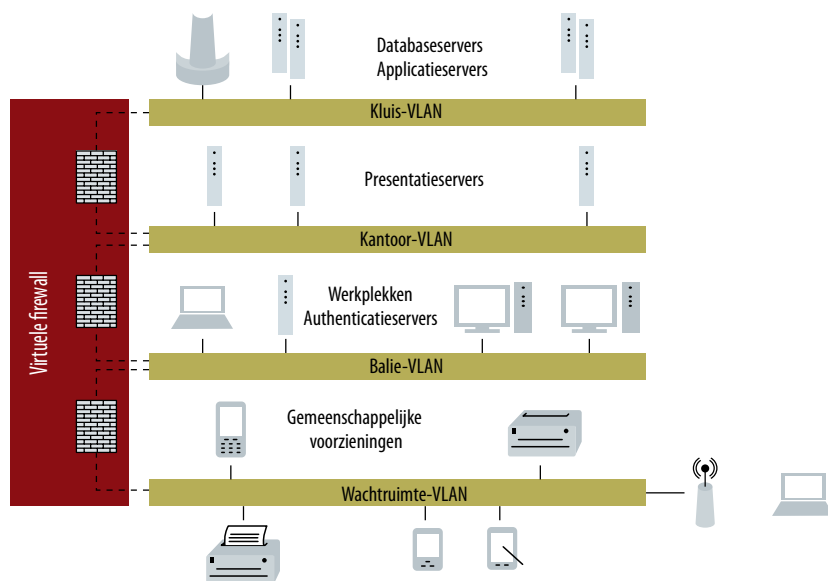 Databaseservers
Applicatieservers
Kluis-VLAN
Presentatieservers
Kantoor-VLAN
Virtuele firewall
Werkplekken
Authenticatieservers
Balie-VLAN
Gemeenschappelijke
voorzieningen
Wachtruimte-VLAN